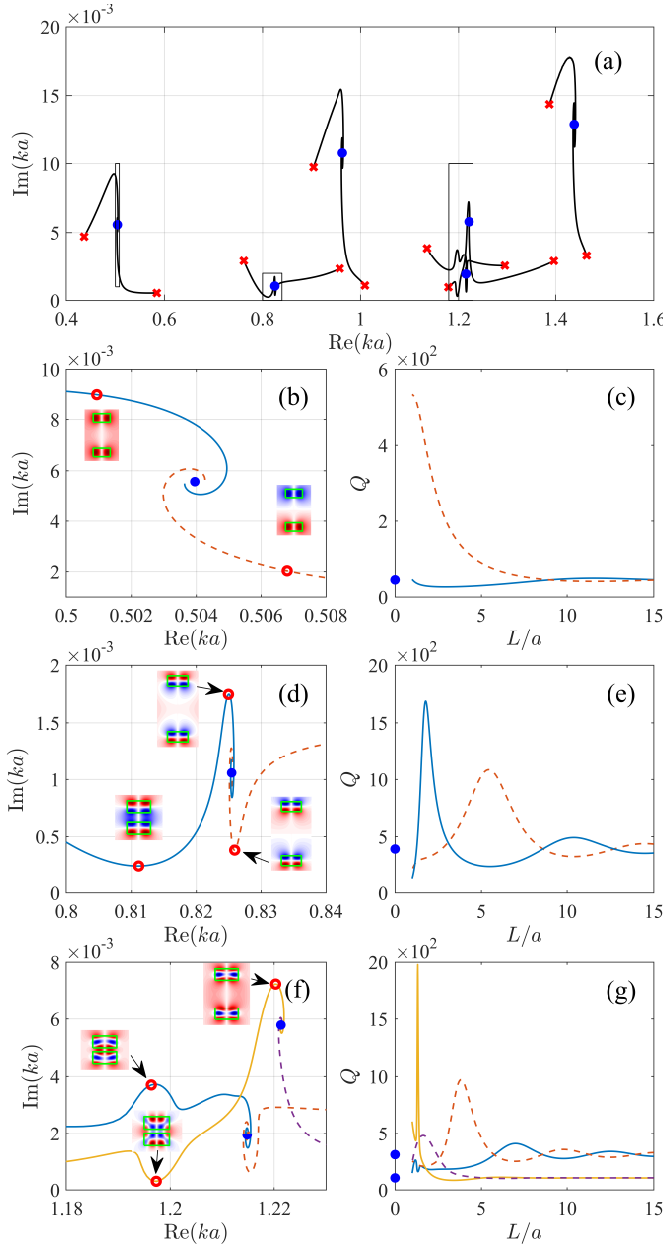 ×10⁻³
20
15
10
5
0
Im(ka)
(a)
0.4 0.6 0.8 1 1.2 1.4 1.6
Re(ka)
×10⁻³
10
8
6
4
2
Im(ka)
(b)
0.5 0.502 0.504 0.506 0.508
Re(ka)
×10²
6
4
2
0
Q
(c)
0 5 10 15
L/a
×10⁻³
2
1.5
1
0.5
0
Im(ka)
(d)
0.8 0.81 0.82 0.83 0.84
Re(ka)
×10²
20
15
10
5
0
Q
(e)
0 5 10 15
L/a
×10⁻³
8
6
4
2
0
Im(ka)
(f)
1.18 1.2 1.22
Re(ka)
×10²
20
15
10
5
0
Q
(g)
0 5 10 15
L/a